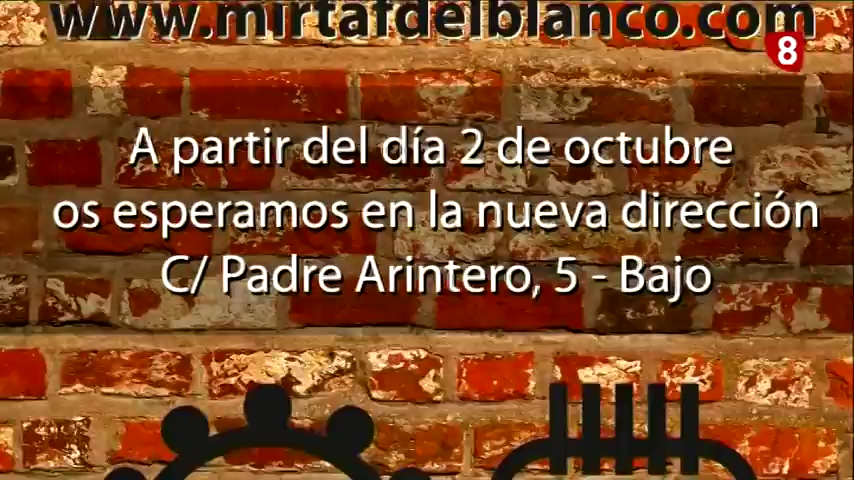 www.mirtafdelblanco.com
8
A partir del día 2 de octubre
os esperamos en la nueva dirección
C/ Padre Arintero, 5 - Bajo